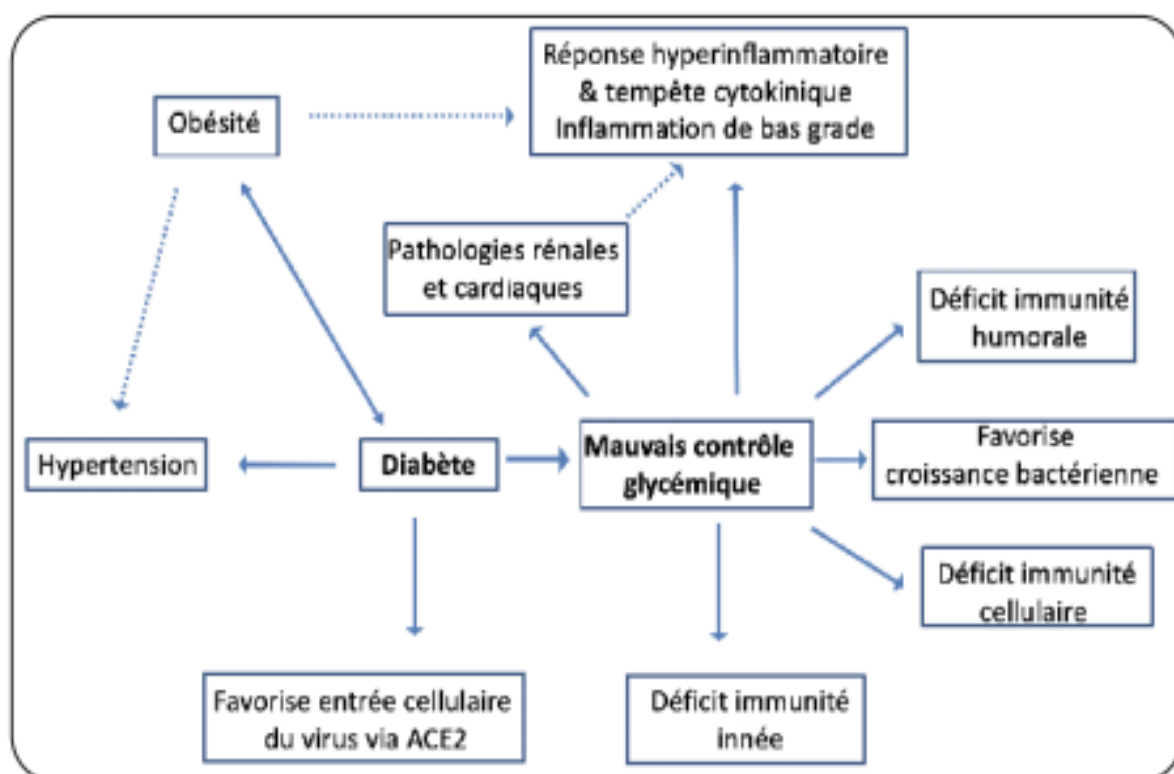 Réponse hyperinflammatoire
& tempête cytokinique
Inflammation de bas grade
Obésité
Pathologies rénales
et cardiaques
Déficit immunité
humorale
Hypertension
Diabète
Mauvais contrôle
glycémique
Favorise
croissance bactérienne
Déficit immunité
cellulaire
Favorise entrée cellulaire
du virus via ACE2
Déficit immunité
innée